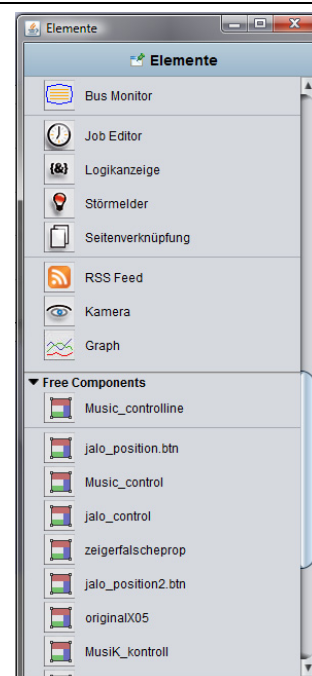 Elemente
Elemente
Bus Monitor
Job Editor
{&} Logikanzeige
Störmelder
Seitenverknüpfung
RSS Feed
Kamera
Graph
Free Components
Music_controlline
jalo_position.btn
Music_control
jalo_control
zeigerfalscheprop
jalo_position2.btn
originalX05
MusiK_kontroll